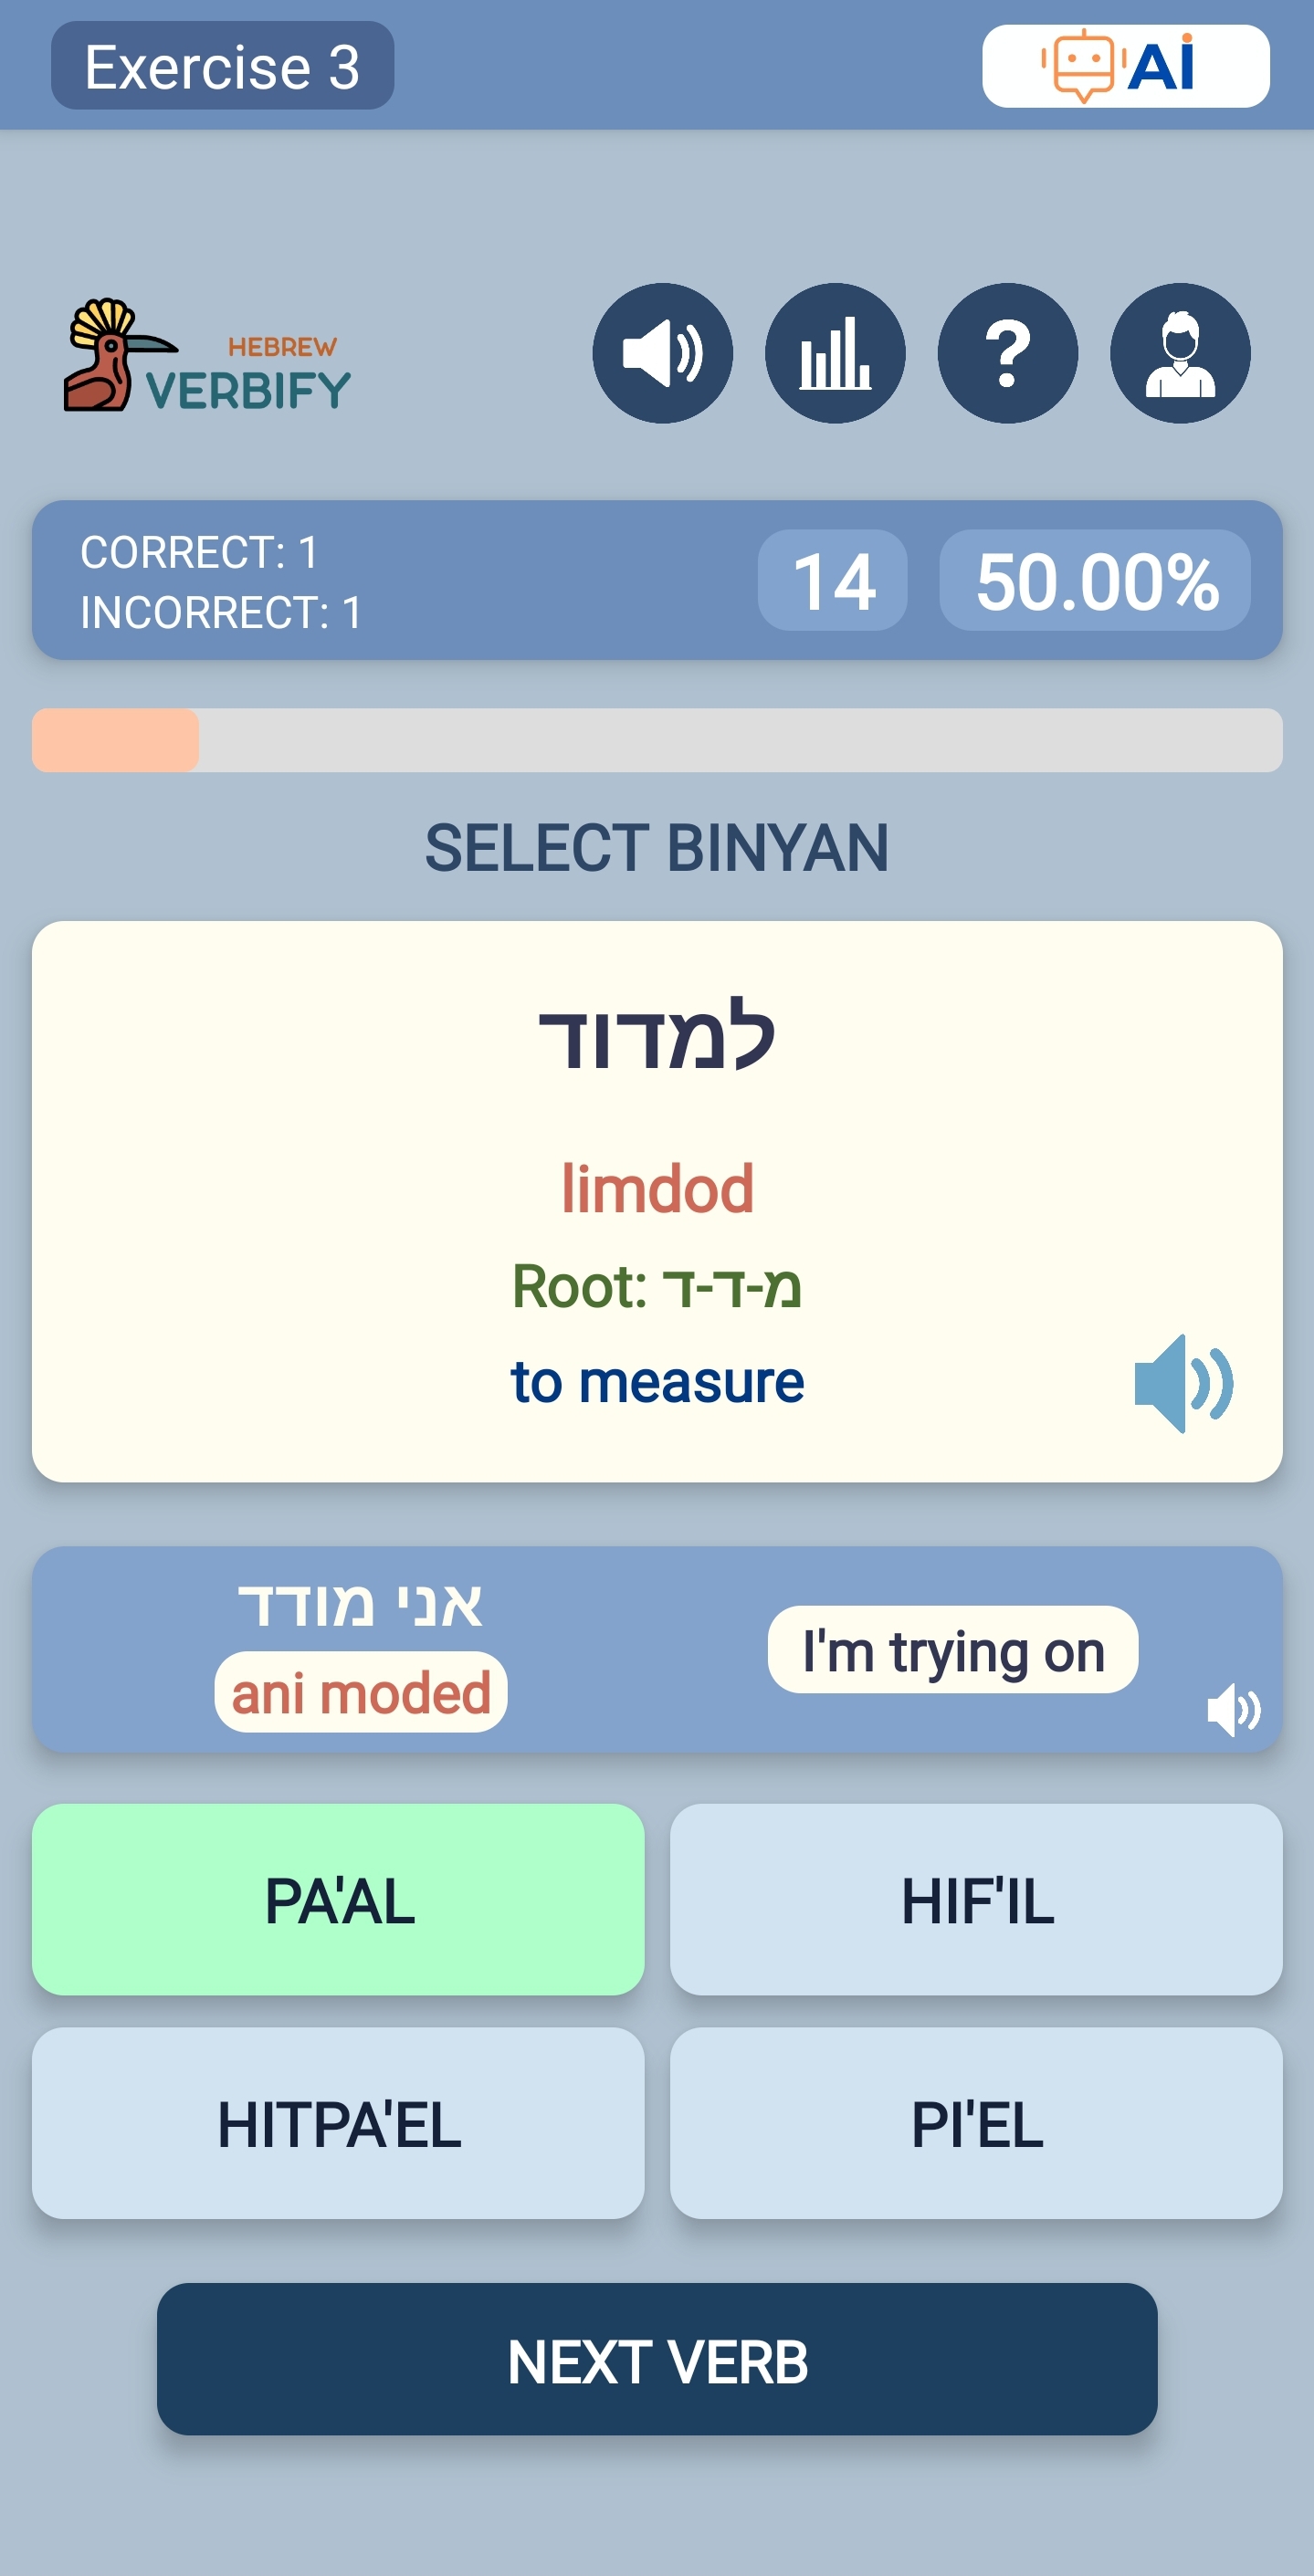 Exercise 3
AI
HEBREW
VERBIFY
?
CORRECT: 1
INCORRECT: 1
14
50.00%
SELECT BINYAN
למדוד
limdod
Root: מ-ד-ד
to measure
אני מודד
ani moded
I'm trying on
PA'AL
HIF'IL
HITPA'EL
PI'EL
NEXT VERB